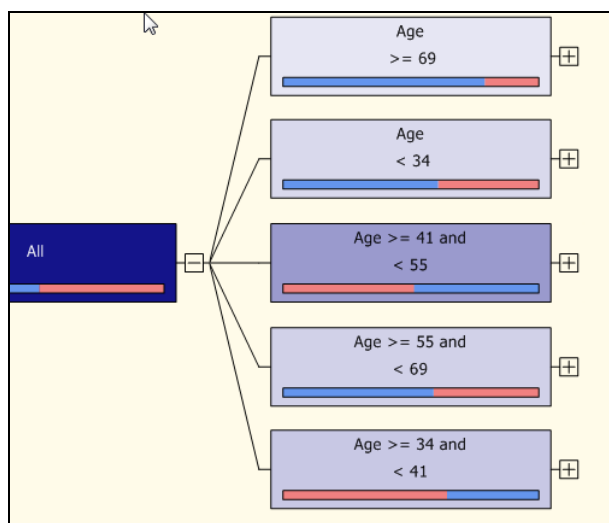 All
Age
>= 69
Age
< 34
Age >= 41 and
< 55
Age >= 55 and
< 69
Age >= 34 and
< 41